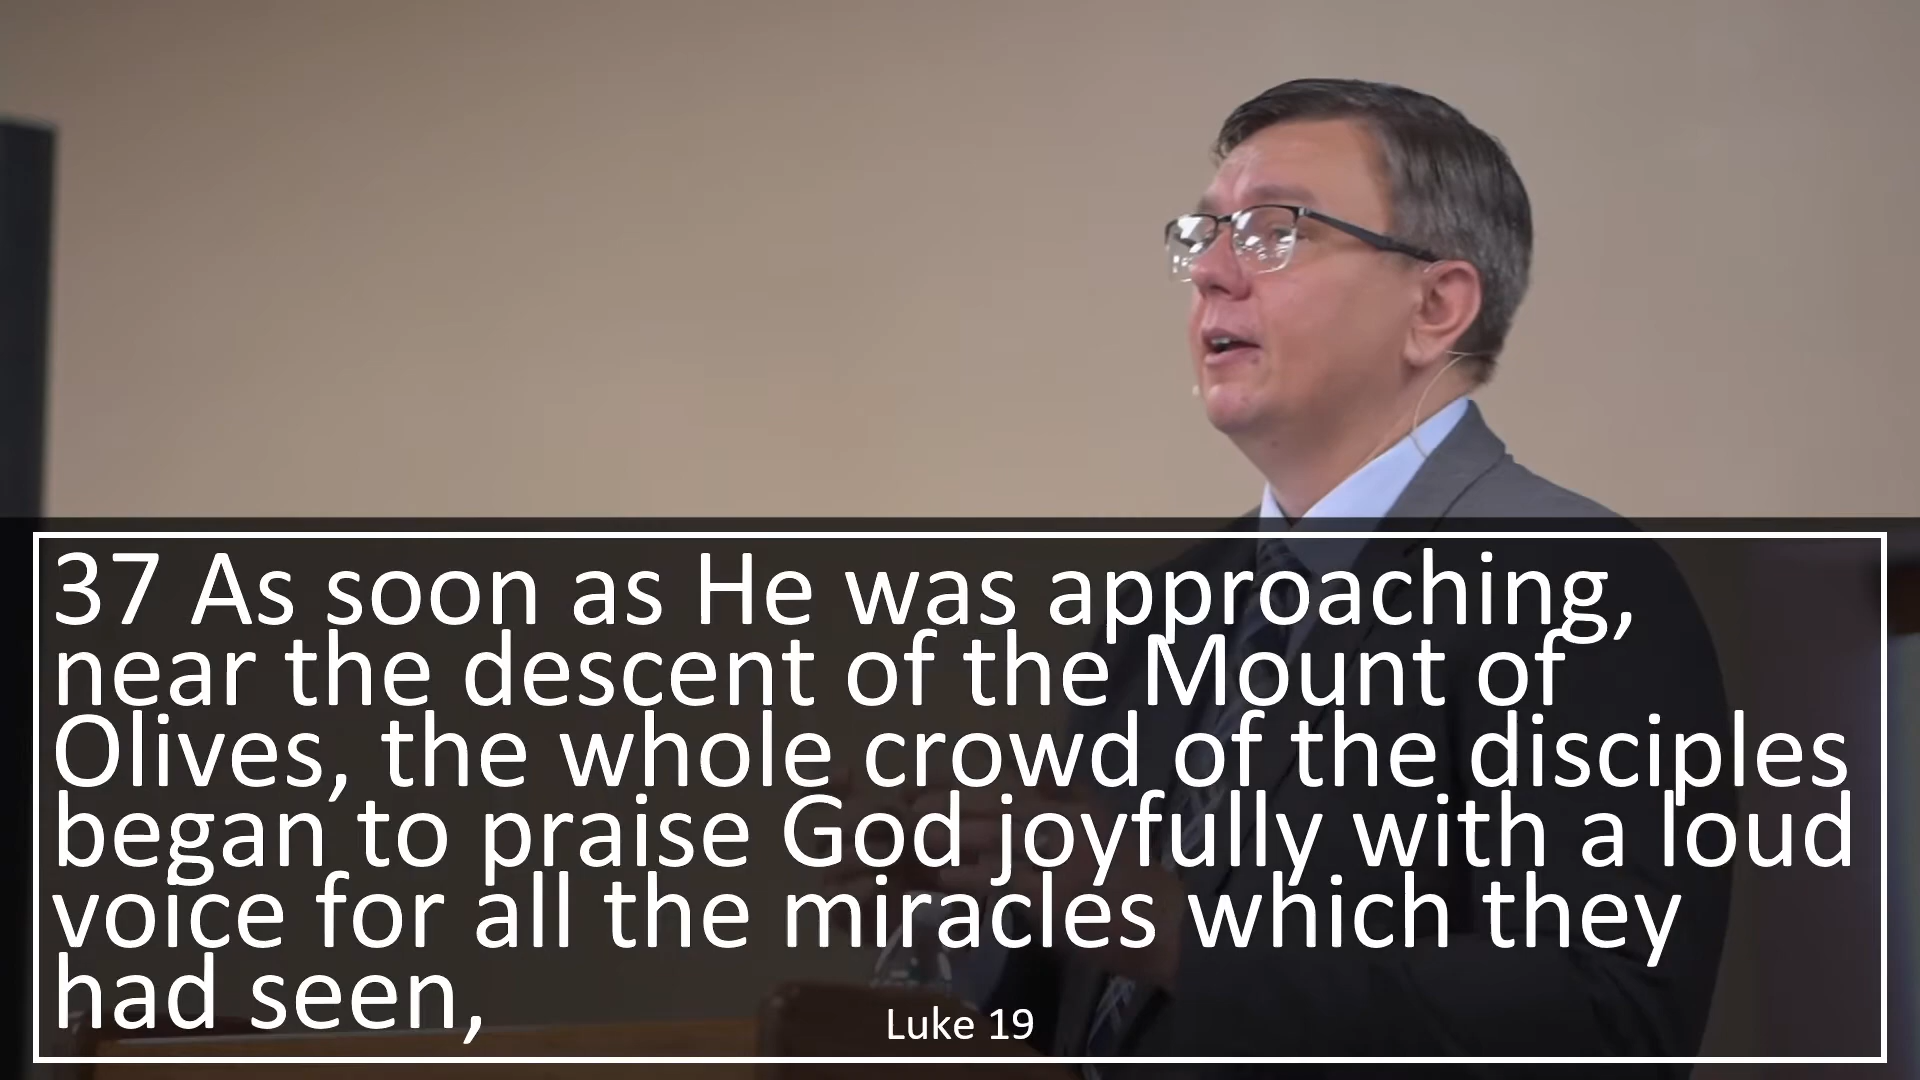 37 As soon as He was approaching,
near the descent of the Mount of
Olives, the whole crowd of the disciples
began to praise God joyfully with a loud
voice for all the miracles which they
had seen,
Luke 19